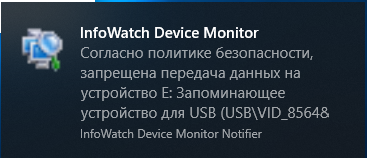 InfoWatch Device Monitor
Согласно политике безопасности,
запрещена передача данных на
устройство E: Запоминающее
устройство для USB (USB\VID_8564&
InfoWatch Device Monitor Notifier